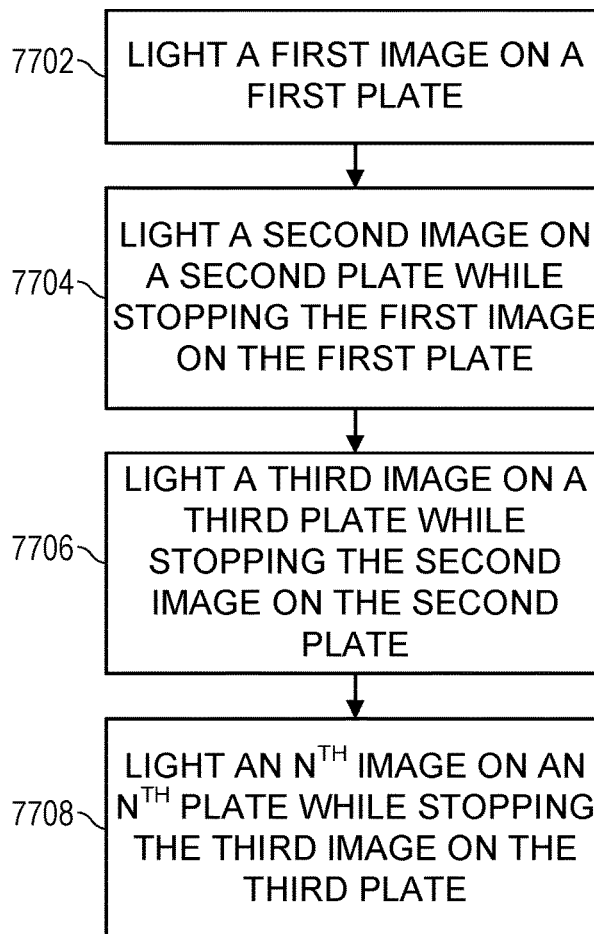 7702
LIGHT A FIRST IMAGE ON A
FIRST PLATE
7704
LIGHT A SECOND IMAGE ON
A SECOND PLATE WHILE
STOPPING THE FIRST IMAGE
ON THE FIRST PLATE
7706
LIGHT A THIRD IMAGE ON A
THIRD PLATE WHILE
STOPPING THE SECOND
IMAGE ON THE SECOND
PLATE
7708
LIGHT AN NTH IMAGE ON AN
NTH PLATE WHILE STOPPING
THE THIRD IMAGE ON THE
THIRD PLATE